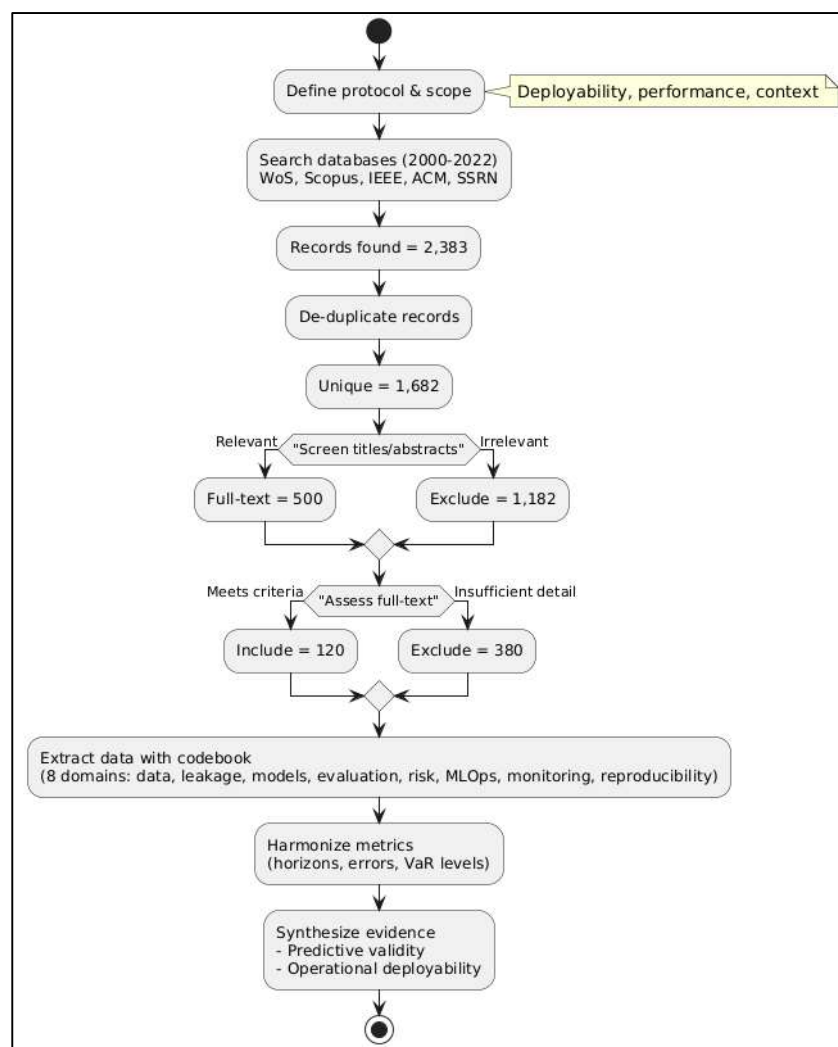 Define protocol & scope
Deployability, performance, context
Search databases (2000-2022)
WoS, Scopus, IEEE, ACM, SSRN
Records found = 2,383
De-duplicate records
Unique = 1,682
Relevant
"Screen titles/abstracts"
Irrelevant
Full-text = 500
Exclude = 1,182
Meets criteria
"Assess full-text"
Insufficient detail
Include = 120
Exclude = 380
Extract data with codebook
(8 domains: data, leakage, models, evaluation, risk, MLOps, monitoring, reproducibility)
Harmonize metrics
(horizons, errors, VaR levels)
Synthesize evidence
- Predictive validity
- Operational deployability